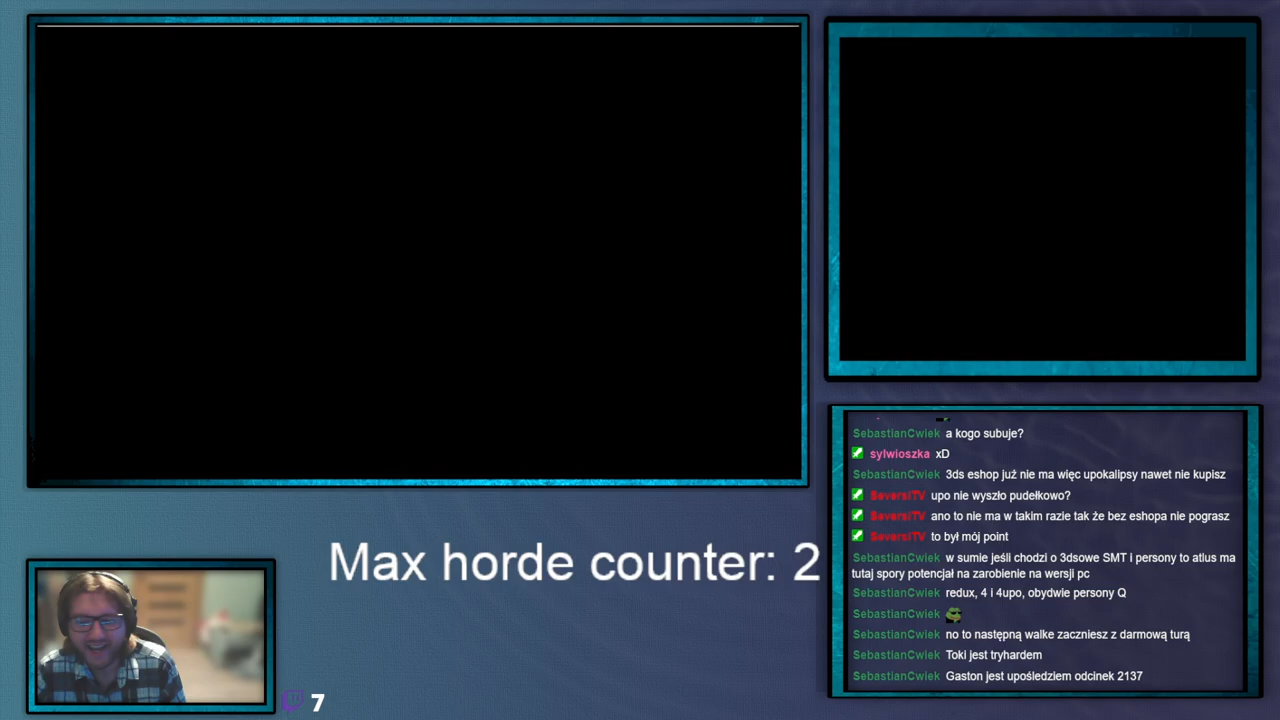 SebastianCwiek a kogo subuje?
sylwioszka xD
SebastianCwiek 3ds eshop już nie ma więc upokalipsy nawet nie kupisz
SeversITV upo nie wyszło pudełkowo?
SeversITV ano to nie ma w takim razie tak że bez eshopa nie pograsz
SeversITV to był mój point
SebastianCwiek w sumie jeśli chodzi o 3dsowe SMT i persony to atlus ma
tutaj spory potencjał na zarobienie na wersji pc
SebastianCwiek redux, 4 i 4upo, obydwie persony Q
SebastianCwiek
SebastianCwiek no to następną walke zaczniesz z darmową turą
SebastianCwiek Toki jest tryhardem
SebastianCwiek Gaston jest upośledziem odcinek 2137
Max horde counter: 2
7